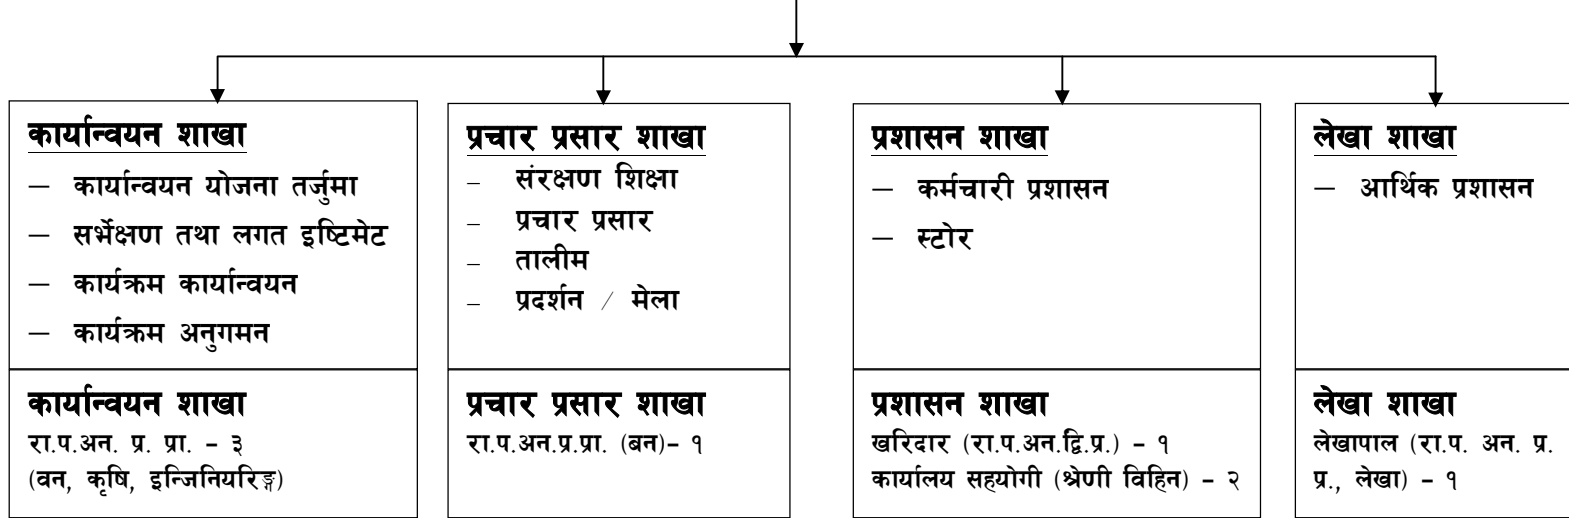 कार्यान्वयन शाखा
– कार्यान्वयन योजना तर्जुमा
– सर्भेक्षण तथा लगत इष्टिमेट
– कार्यक्रम कार्यान्वयन
– कार्यक्रम अनुगमन
प्रचार प्रसार शाखा
– संरक्षण शिक्षा
– प्रचार प्रसार
– तालीम
– प्रदर्शन / मेला
प्रशासन शाखा
– कर्मचारी प्रशासन
– स्टोर
लेखा शाखा
– आर्थिक प्रशासन
कार्यान्वयन शाखा
रा.प.अन. प्र. प्रा. – ३
(वन, कृषि, इन्जिनियरिङ्ग)
प्रचार प्रसार शाखा
रा.प.अन.प्र.प्रा. (बन)– १
प्रशासन शाखा
खरिदार (रा.प.अन.द्वि.प्र.) – १
कार्यालय सहयोगी (श्रेणी विहिन) – २
लेखा शाखा
लेखापाल (रा.प. अन. प्र.
प्र., लेखा) – १